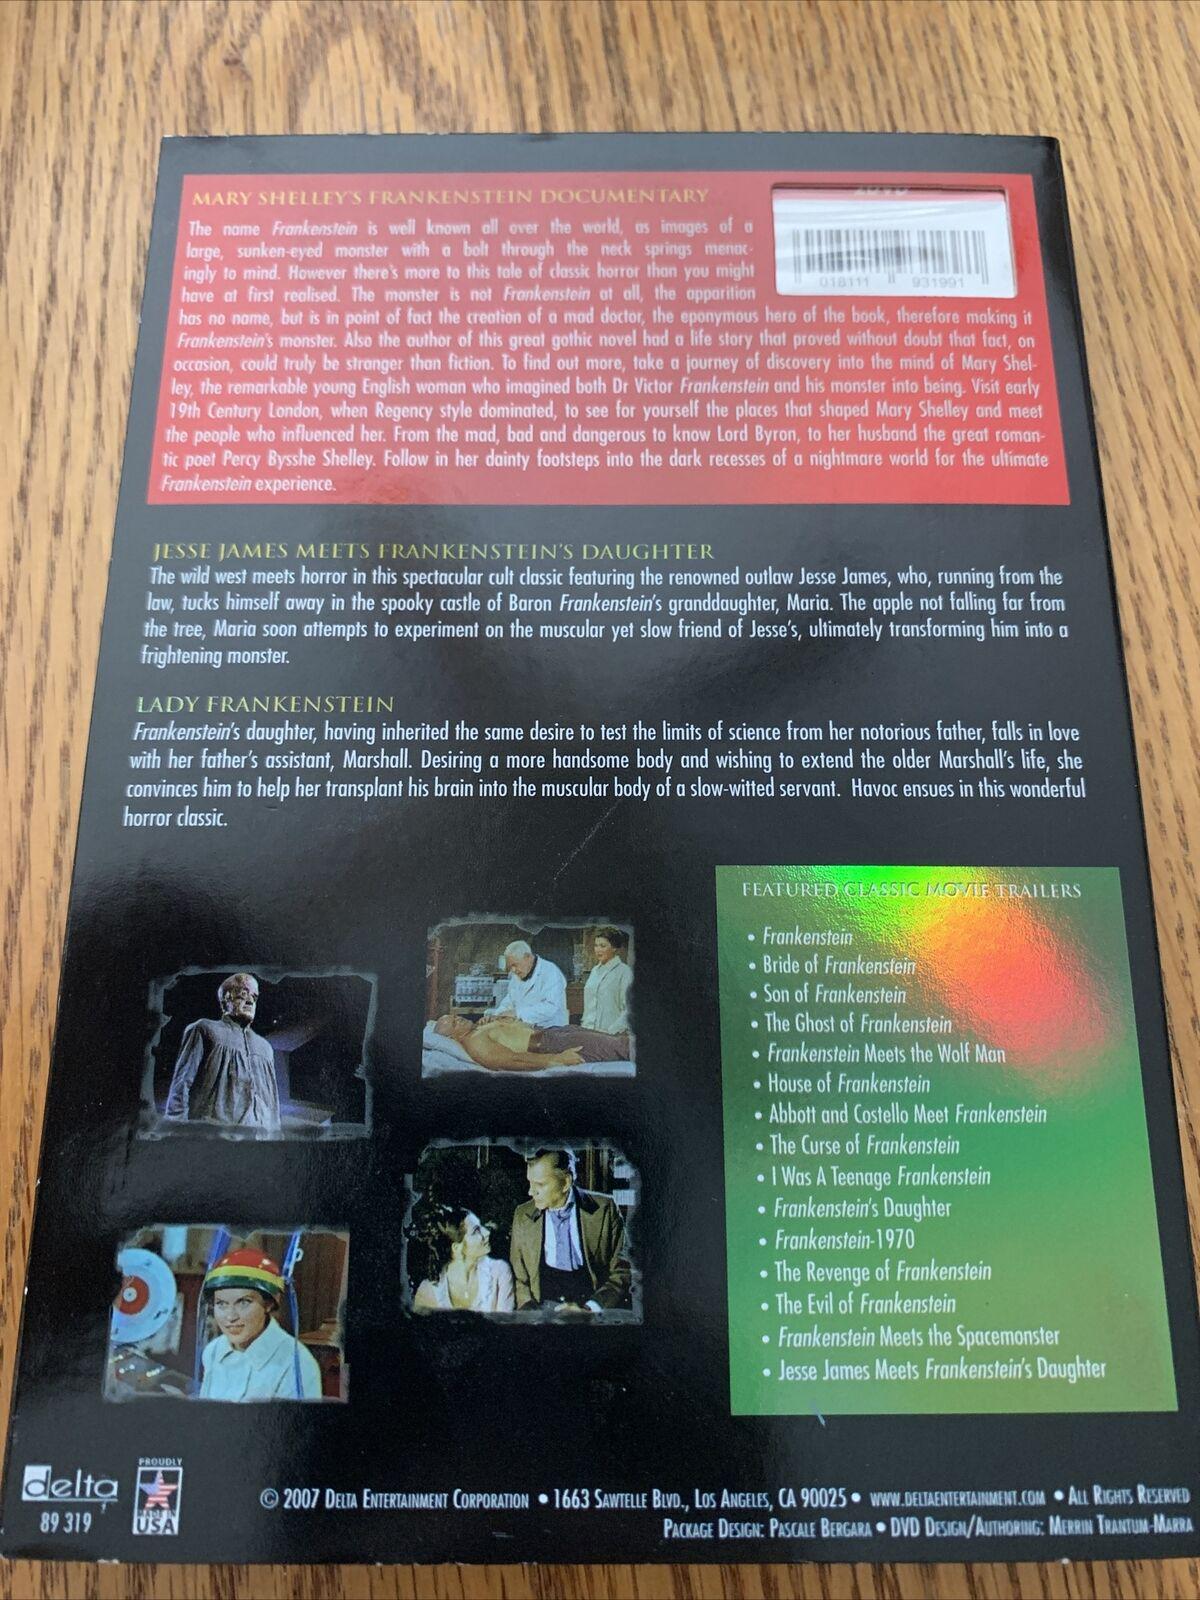 MARY SHELLEY'S FRANKENSTEIN DOCUMENTARY
The name Frankenstein is well known all over the world, as images of a
large, sunken-eyed monster with a bolt through the neck springs menac-
ingly to mind. However there's more to this tale of classic horror than you might
have at first realised. The monster is not Frankenstein at all, the apparition
has no name, but is in point of fact the creation of a mad doctor, the eponymous hero of the book, therefore making it
Frankenstein's monster. Also the author of this great gothic novel had a life story that proved without doubt that fact, on
occasion, could truly be stranger than fiction. To find out more, take a journey of discovery into the mind of Mary Shel-
ley, the remarkable young English woman who imagined both Dr Victor Frankenstein and his monster into being. Visit early
19th Century London, when Regency style dominated, to see for yourself the places that shaped Mary Shelley and meet
the people who influenced her. From the mad, bad and dangerous to know Lord Byron, to her husband the great roman-
tic poet Percy Bysshe Shelley. Follow in her dainty footsteps into the dark recesses of a nightmare world for the ultimate
Frankenstein experience.
018111 931991
JESSE JAMES MEETS FRANKENSTEIN'S DAUGHTER
The wild west meets horror in this spectacular cult classic featuring the renowned outlaw Jesse James, who, running from the
law, tucks himself away in the spooky castle of Baron Frankenstein's granddaughter, Maria. The apple not falling far from
the tree, Maria soon attempts to experiment on the muscular yet slow friend of Jesse's, ultimately transforming him into a
frightening monster.
LADY FRANKENSTEIN
Frankenstein's daughter, having inherited the same desire to test the limits of science from her notorious father, falls in love
with her father's assistant, Marshall. Desiring a more handsome body and wishing to extend the older Marshall's life, she
convinces him to help her transplant his brain into the muscular body of a slow-witted servant. Havoc ensues in this wonderful
horror classic.
FEATURED CLASSIC MOVIE TRAILERS
• Frankenstein
• Bride of Frankenstein
• Son of Frankenstein
• The Ghost of Frankenstein
• Frankenstein Meets the Wolf Man
• House of Frankenstein
• Abbott and Costello Meet Frankenstein
• The Curse of Frankenstein
• I Was A Teenage Frankenstein
• Frankenstein's Daughter
• Frankenstein-1970
• The Revenge of Frankenstein
• The Evil of Frankenstein
• Frankenstein Meets the Spacemonster
• Jesse James Meets Frankenstein's Daughter
delta
89 319
PROUDLY
MADE IN
USA
© 2007 DELTA ENTERTAINMENT CORPORATION • 1663 SAWTELLE BLVD., LOS ANGELES, CA 90025 • WWW.DELTAENTERTAINMENT.COM • ALL RIGHTS RESERVED
PACKAGE DESIGN: PASCALE BERGARA • DVD DESIGN/AUTHORING: MERRIN TRANTUM-MARRA